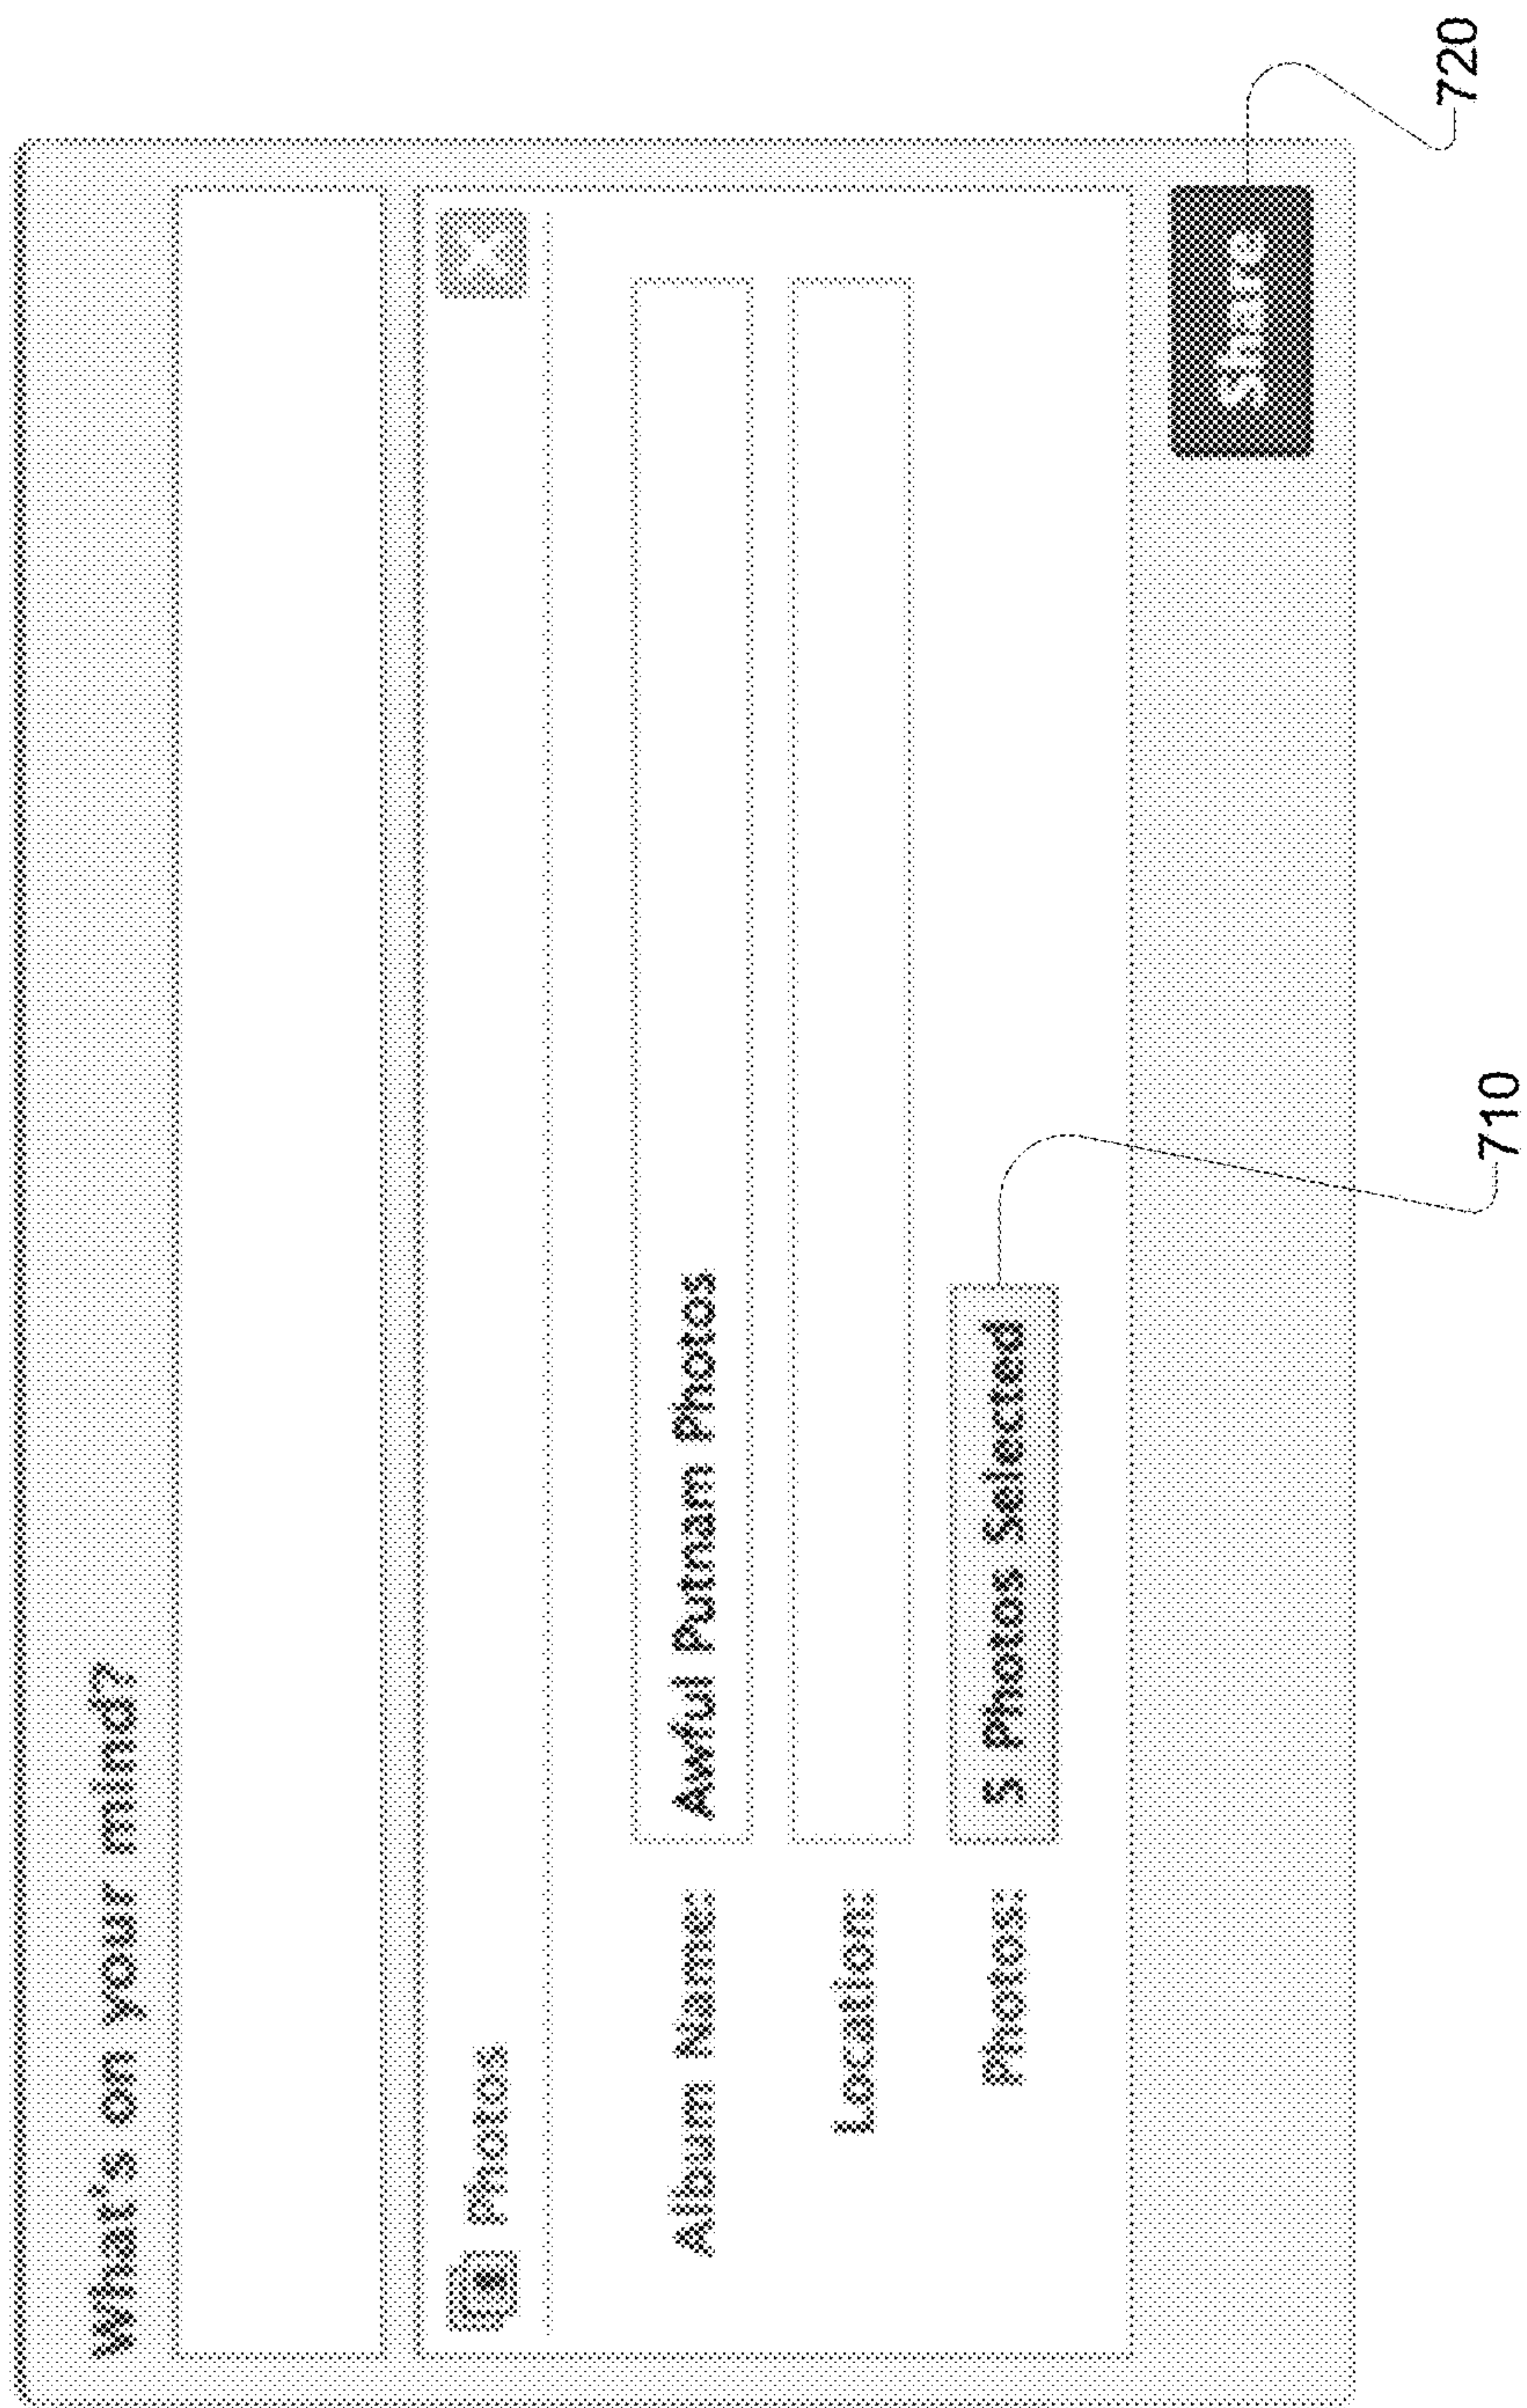 What's on your mind?
Photos
Album Name: Awful Putnam Photos
Location:
Photos: 5 Photos Selected
Share
710
720